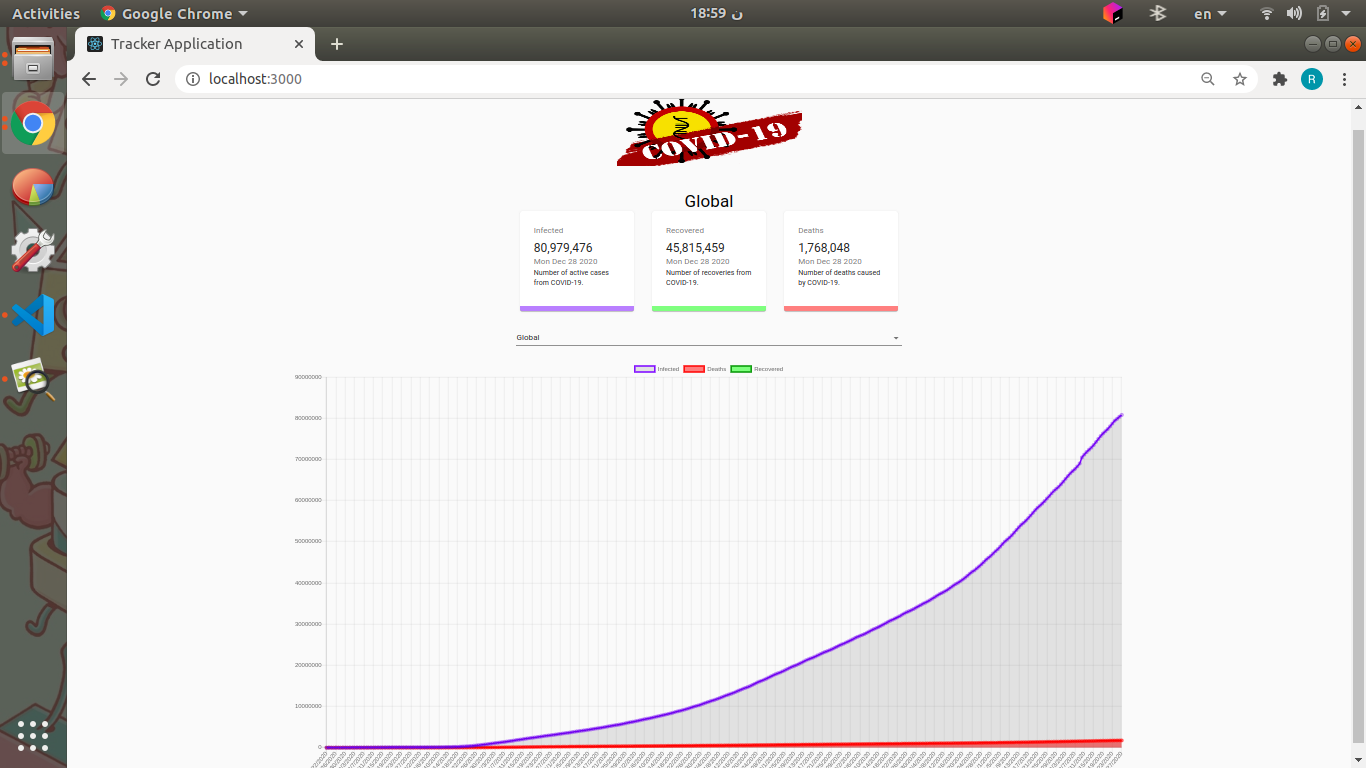 Activities Google Chrome 18:59 ن en
Tracker Application
localhost:3000 R
COVID-19
Global
Infected Recovered Deaths
80,979,476 45,815,459 1,768,048
Mon Dec 28 2020 Mon Dec 28 2020 Mon Dec 28 2020
Number of active cases Number of recoveries from Number of deaths caused
from COVID-19. COVID-19. by COVID-19.
Global
Infected Deaths Recovered
90000000
80000000
70000000
60000000
50000000
40000000
30000000
20000000
10000000
0